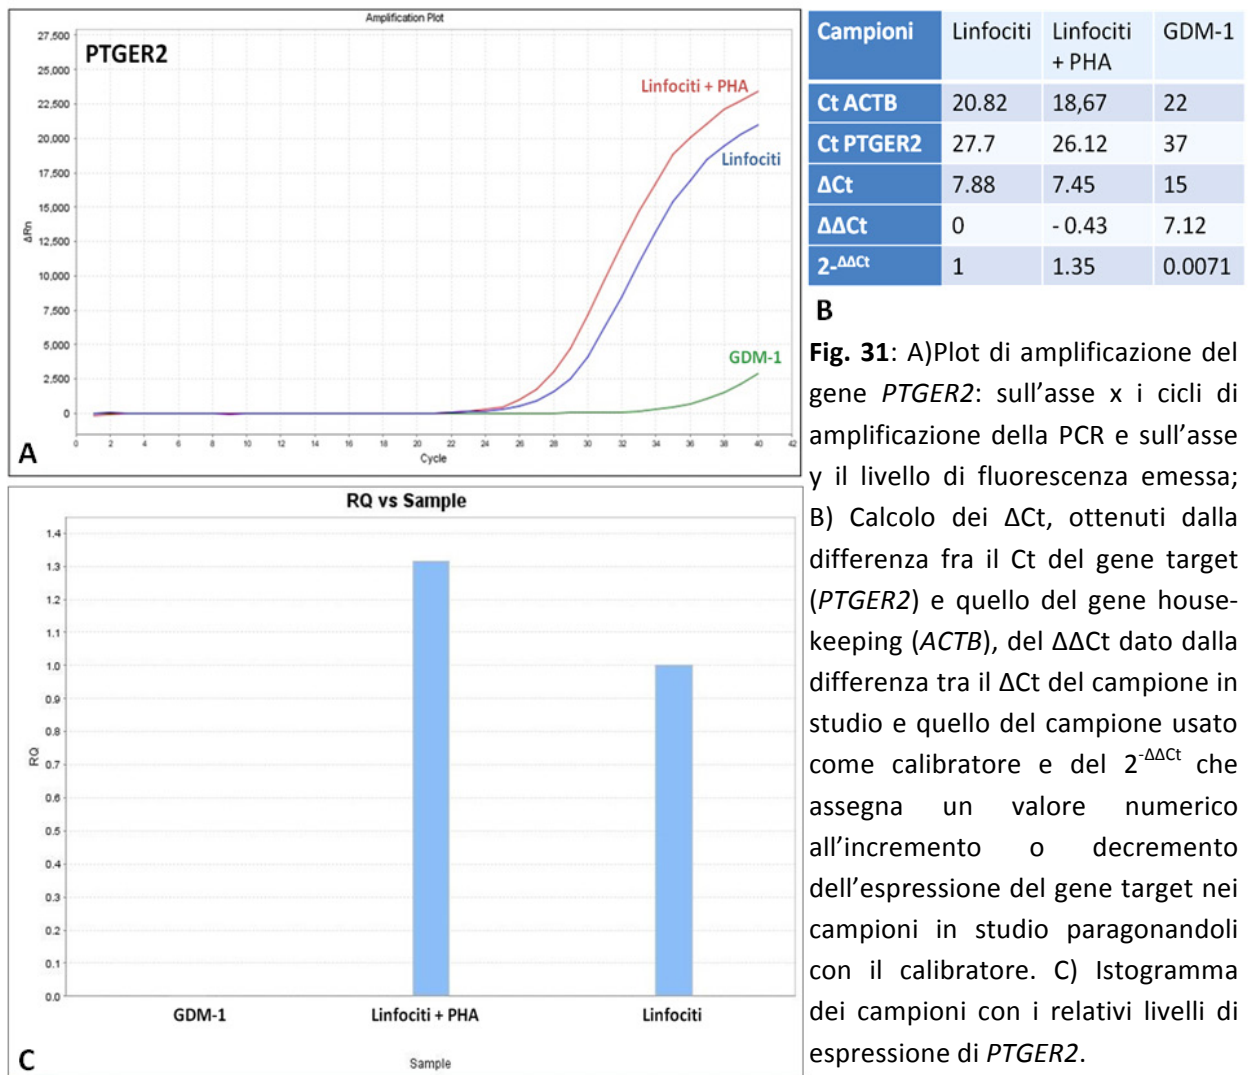 Amplification Plot
PTGER2
27,500
25,000
22,500
20,000
17,500
15,000
12,500
10,000
7,500
5,000
2,500
0
ΔRn
Linfociti + PHA
Linfociti
GDM-1
0 2 4 6 8 10 12 14 16 18 20 22 24 26 28 30 32 34 36 38 40 42
Cycle
A
Campioni Linfociti Linfociti + PHA GDM-1
Ct ACTB 20.82 18,67 22
Ct PTGER2 27.7 26.12 37
ΔCt 7.88 7.45 15
ΔΔCt 0 - 0.43 7.12
2-ΔΔCt 1 1.35 0.0071
B
Fig. 31: A)Plot di amplificazione del
gene PTGER2: sull’asse x i cicli di
amplificazione della PCR e sull’asse
y il livello di fluorescenza emessa;
B) Calcolo dei ΔCt, ottenuti dalla
differenza fra il Ct del gene target
(PTGER2) e quello del gene house-
keeping (ACTB), del ΔΔCt dato dalla
differenza tra il ΔCt del campione in
studio e quello del campione usato
come calibratore e del 2-ΔΔCt che
assegna un valore numerico
all’incremento o decremento
dell’espressione del gene target nei
campioni in studio paragonandoli
con il calibratore. C) Istogramma
dei campioni con i relativi livelli di
espressione di PTGER2.
RQ vs Sample
1.4
1.3
1.2
1.1
1.0
0.9
0.8
0.7
0.6
0.5
0.4
0.3
0.2
0.1
0.0
RQ
GDM-1 Linfociti + PHA Linfociti
Sample
C